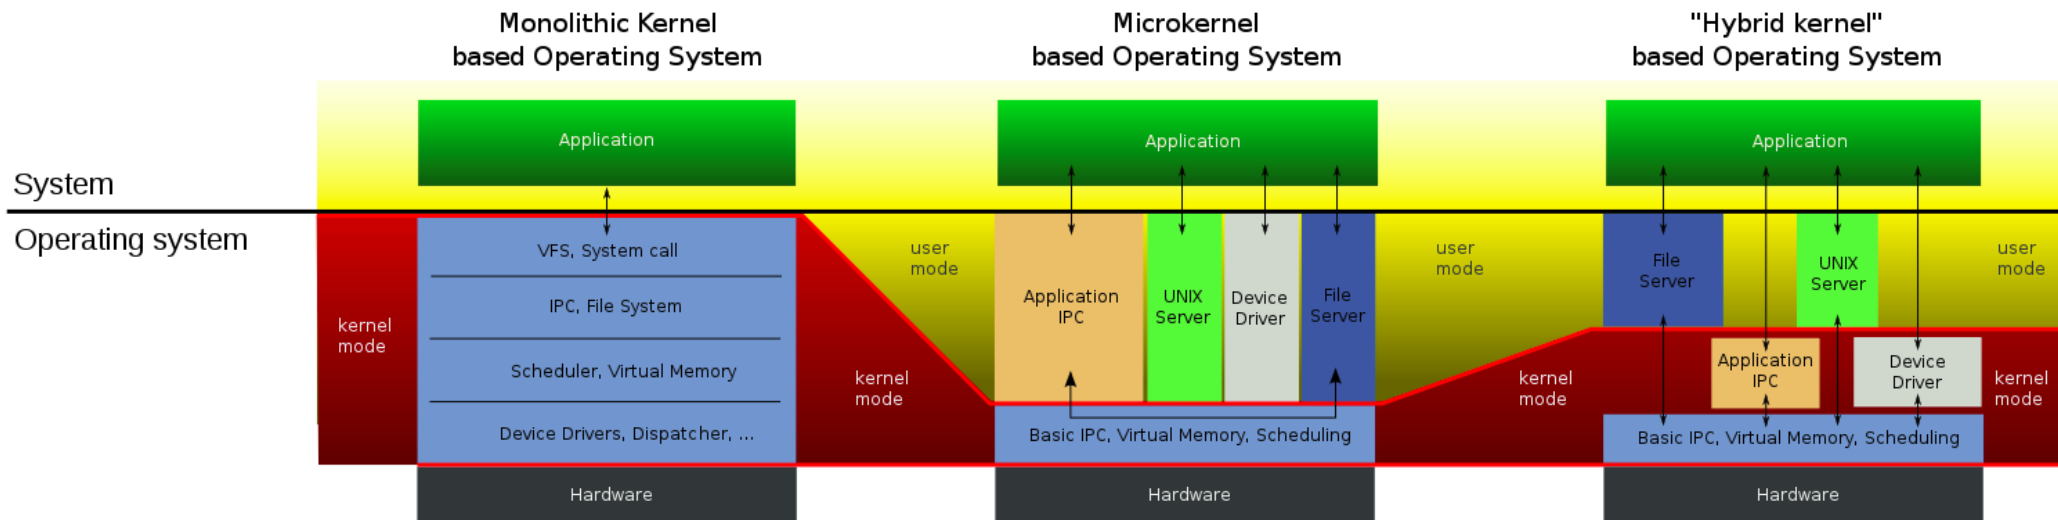 Monolithic Kernel
based Operating System
Microkernel
based Operating System
"Hybrid kernel"
based Operating System
System
Operating system
Application
VFS, System call
IPC, File System
Scheduler, Virtual Memory
Device Drivers, Dispatcher, ...
Hardware
kernel
mode
kernel
mode
user
mode
Application
Application
IPC
UNIX
Server
Device
Driver
File
Server
Basic IPC, Virtual Memory, Scheduling
Hardware
user
mode
kernel
mode
Application
File
Server
UNIX
Server
Application
IPC
Device
Driver
Basic IPC, Virtual Memory, Scheduling
Hardware
user
mode
kernel
mode